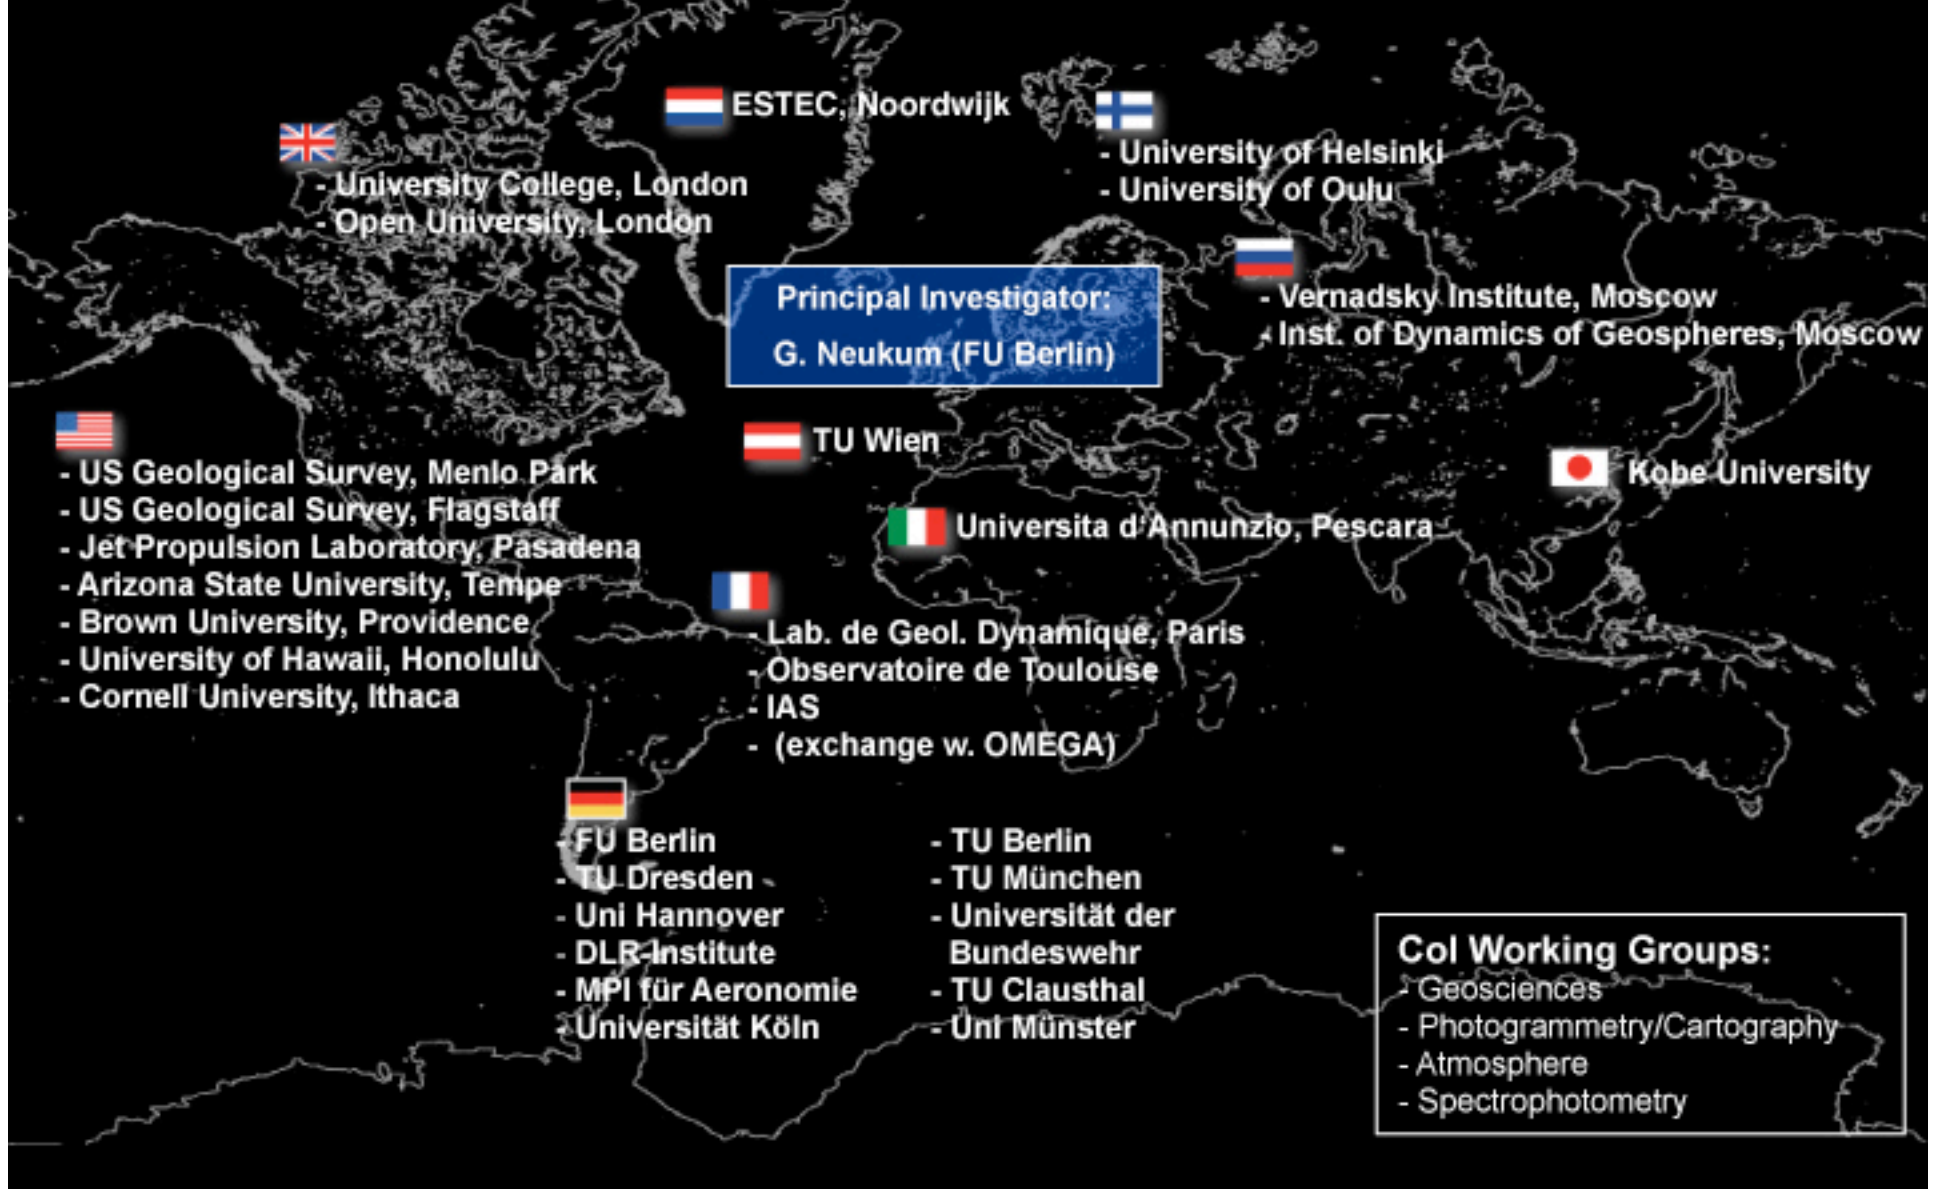 ESTEC, Noordwijk
- University College, London
- Open University, London
- University of Helsinki
- University of Oulu
Principal Investigator:
G. Neukum (FU Berlin)
- Vernadsky Institute, Moscow
- Inst. of Dynamics of Geospheres, Moscow
- US Geological Survey, Menlo Park
- US Geological Survey, Flagstaff
- Jet Propulsion Laboratory, Pasadena
- Arizona State University, Tempe
- Brown University, Providence
- University of Hawaii, Honolulu
- Cornell University, Ithaca
TU Wien
Kobe University
Universita d'Annunzio, Pescara
- Lab. de Geol. Dynamique, Paris
- Observatoire de Toulouse
- IAS
- (exchange w. OMEGA)
- FU Berlin
- TU Dresden
- Uni Hannover
- DLR-Institute
- MPI für Aeronomie
- Universität Köln
- TU Berlin
- TU München
- Universität der
Bundeswehr
- TU Clausthal
- Uni Münster
CoI Working Groups:
- Geosciences
- Photogrammetry/Cartography
- Atmosphere
- Spectrophotometry